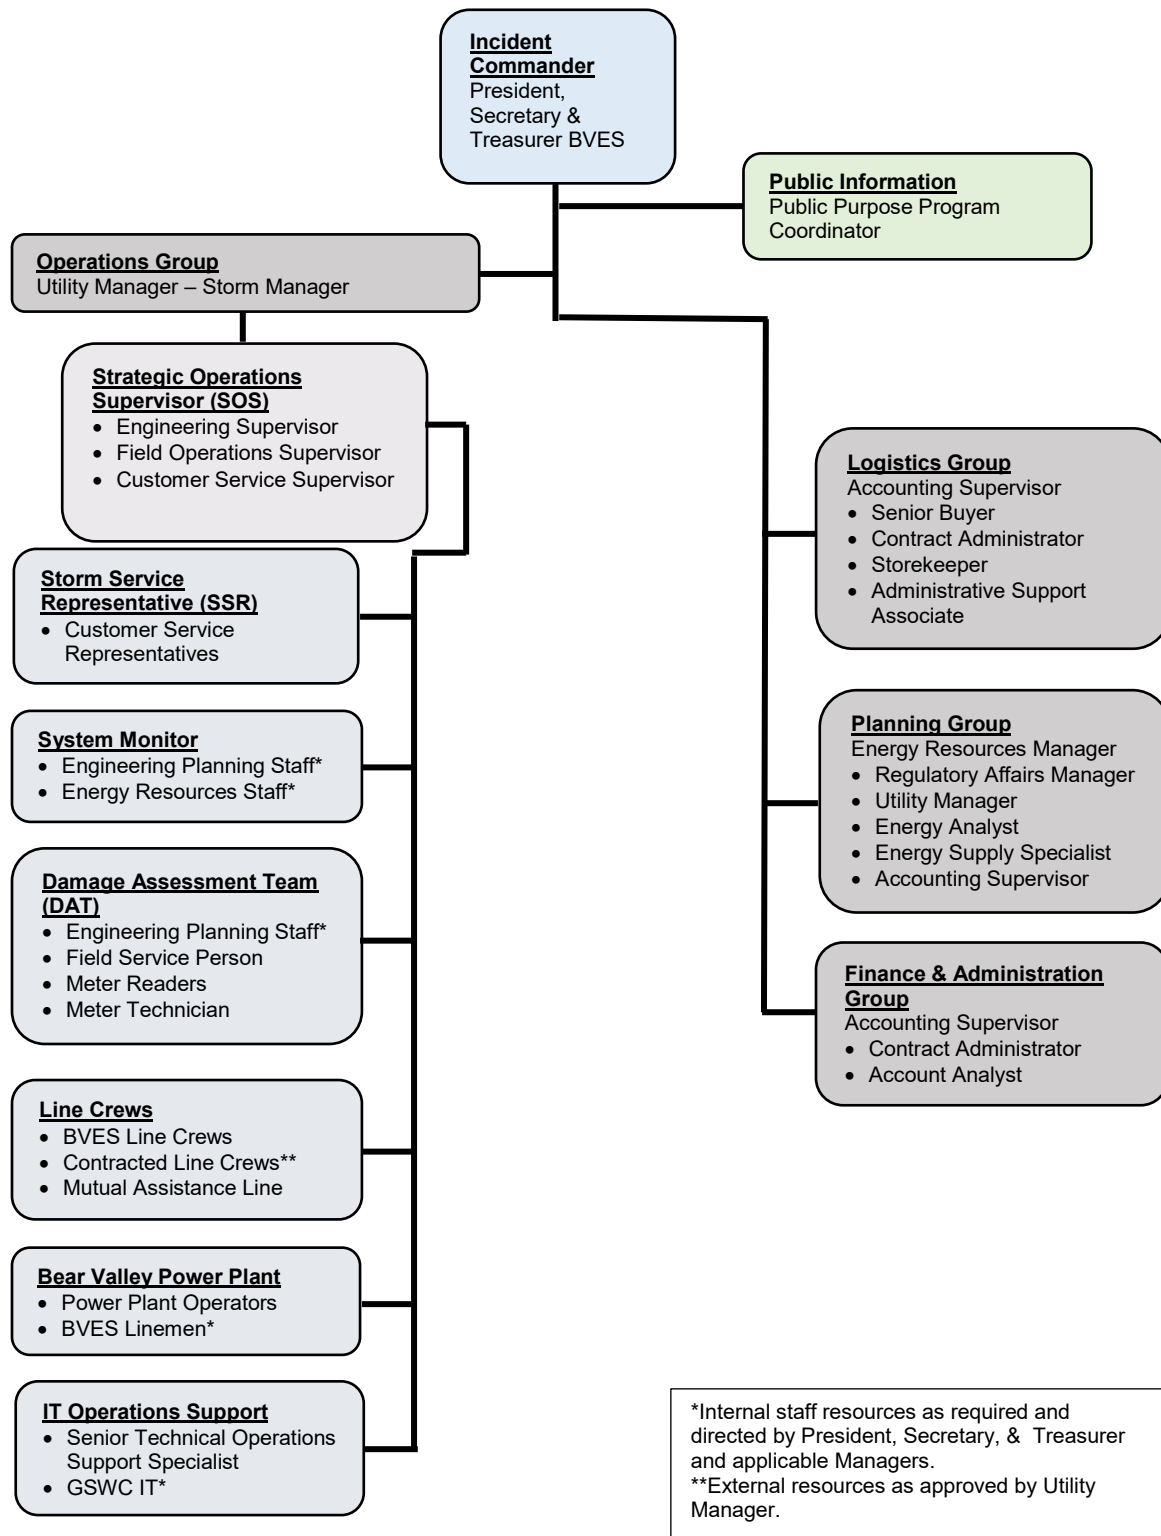 Incident
Commander
President,
Secretary &
Treasurer BVES
Public Information
Public Purpose Program
Coordinator
Operations Group
Utility Manager – Storm Manager
Strategic Operations
Supervisor (SOS)
• Engineering Supervisor
• Field Operations Supervisor
• Customer Service Supervisor
Storm Service
Representative (SSR)
• Customer Service
Representatives
System Monitor
• Engineering Planning Staff*
• Energy Resources Staff*
Damage Assessment Team
(DAT)
• Engineering Planning Staff*
• Field Service Person
• Meter Readers
• Meter Technician
Line Crews
• BVES Line Crews
• Contracted Line Crews**
• Mutual Assistance Line
Bear Valley Power Plant
• Power Plant Operators
• BVES Linemen*
IT Operations Support
• Senior Technical Operations
Support Specialist
• GSWC IT*
Logistics Group
Accounting Supervisor
• Senior Buyer
• Contract Administrator
• Storekeeper
• Administrative Support
Associate
Planning Group
Energy Resources Manager
• Regulatory Affairs Manager
• Utility Manager
• Energy Analyst
• Energy Supply Specialist
• Accounting Supervisor
Finance & Administration
Group
Accounting Supervisor
• Contract Administrator
• Account Analyst
*Internal staff resources as required and
directed by President, Secretary, & Treasurer
and applicable Managers.
**External resources as approved by Utility
Manager.